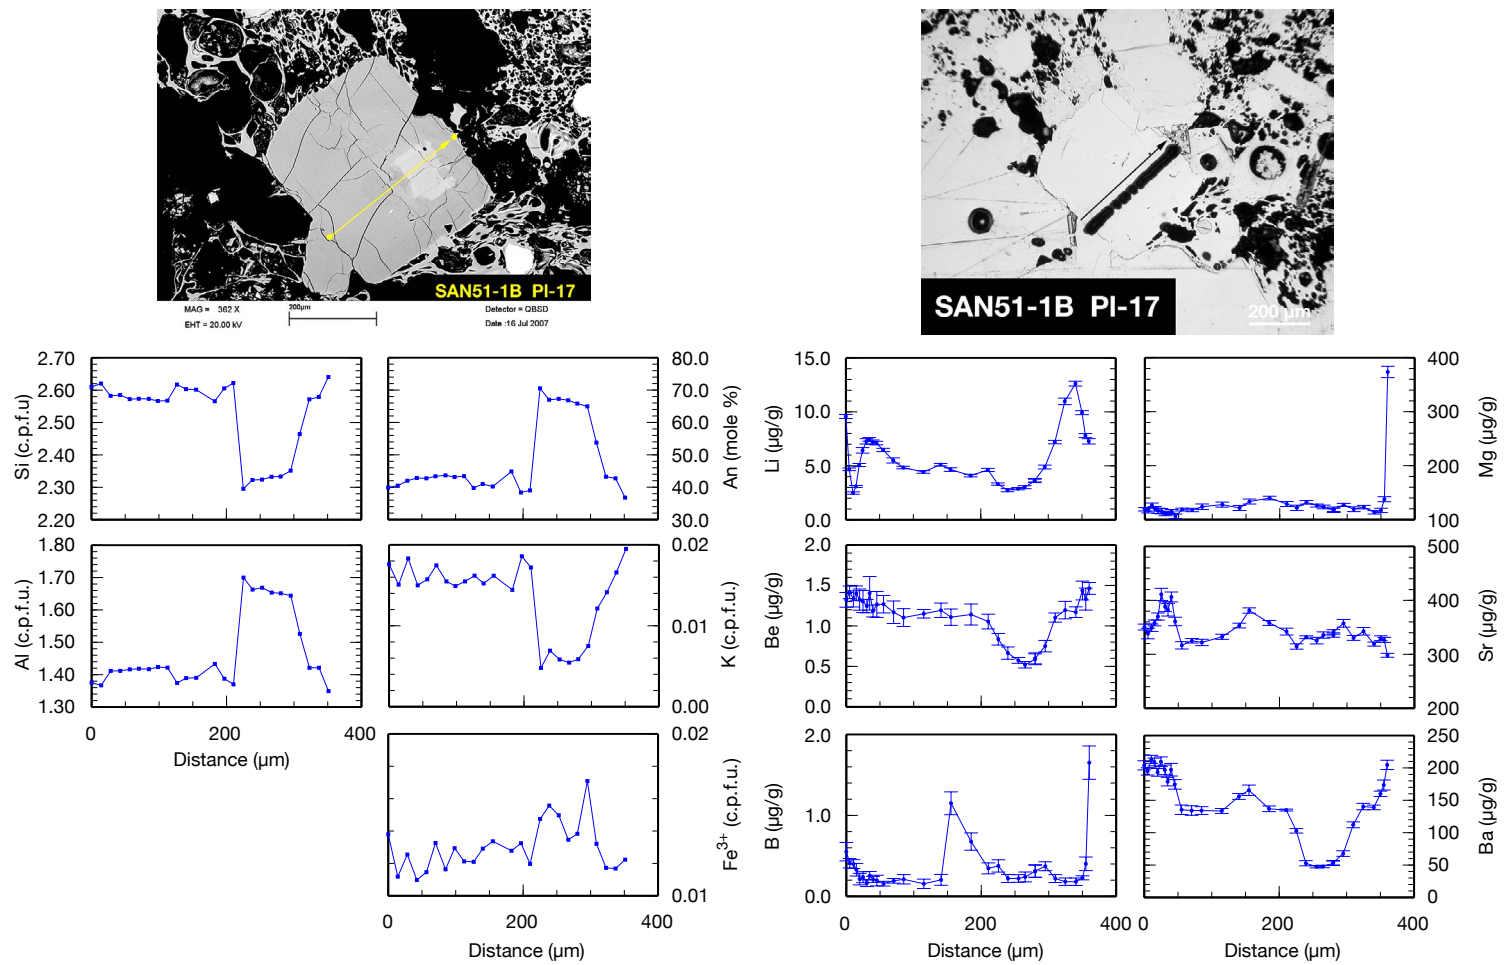 SAN51-1B PI-17
MAG = 362 X
200µm
Detector = QBSD
EHT = 20.00 kV
Date :16 Jul 2007
SAN51-1B PI-17
200 µm
2.70
2.60
2.50
2.40
2.30
2.20
Si (c.p.f.u)
80.0
70.0
60.0
50.0
40.0
30.0
An (mole %)
15.0
10.0
5.0
0.0
Li (µg/g)
400
300
200
100
Mg (µg/g)
1.80
1.70
1.60
1.50
1.40
1.30
Al (c.p.f.u.)
0 200 400
Distance (µm)
0.02
0.01
0.00
K (c.p.f.u.)
2.0
1.5
1.0
0.5
0.0
Be (µg/g)
500
400
300
200
Sr (µg/g)
0.02
0.01
Fe3+ (c.p.f.u.)
0 200 400
Distance (µm)
2.0
1.0
0.0
B (µg/g)
0 200 400
Distance (µm)
250
200
150
100
50
0
Ba (µg/g)
0 200 400
Distance (µm)